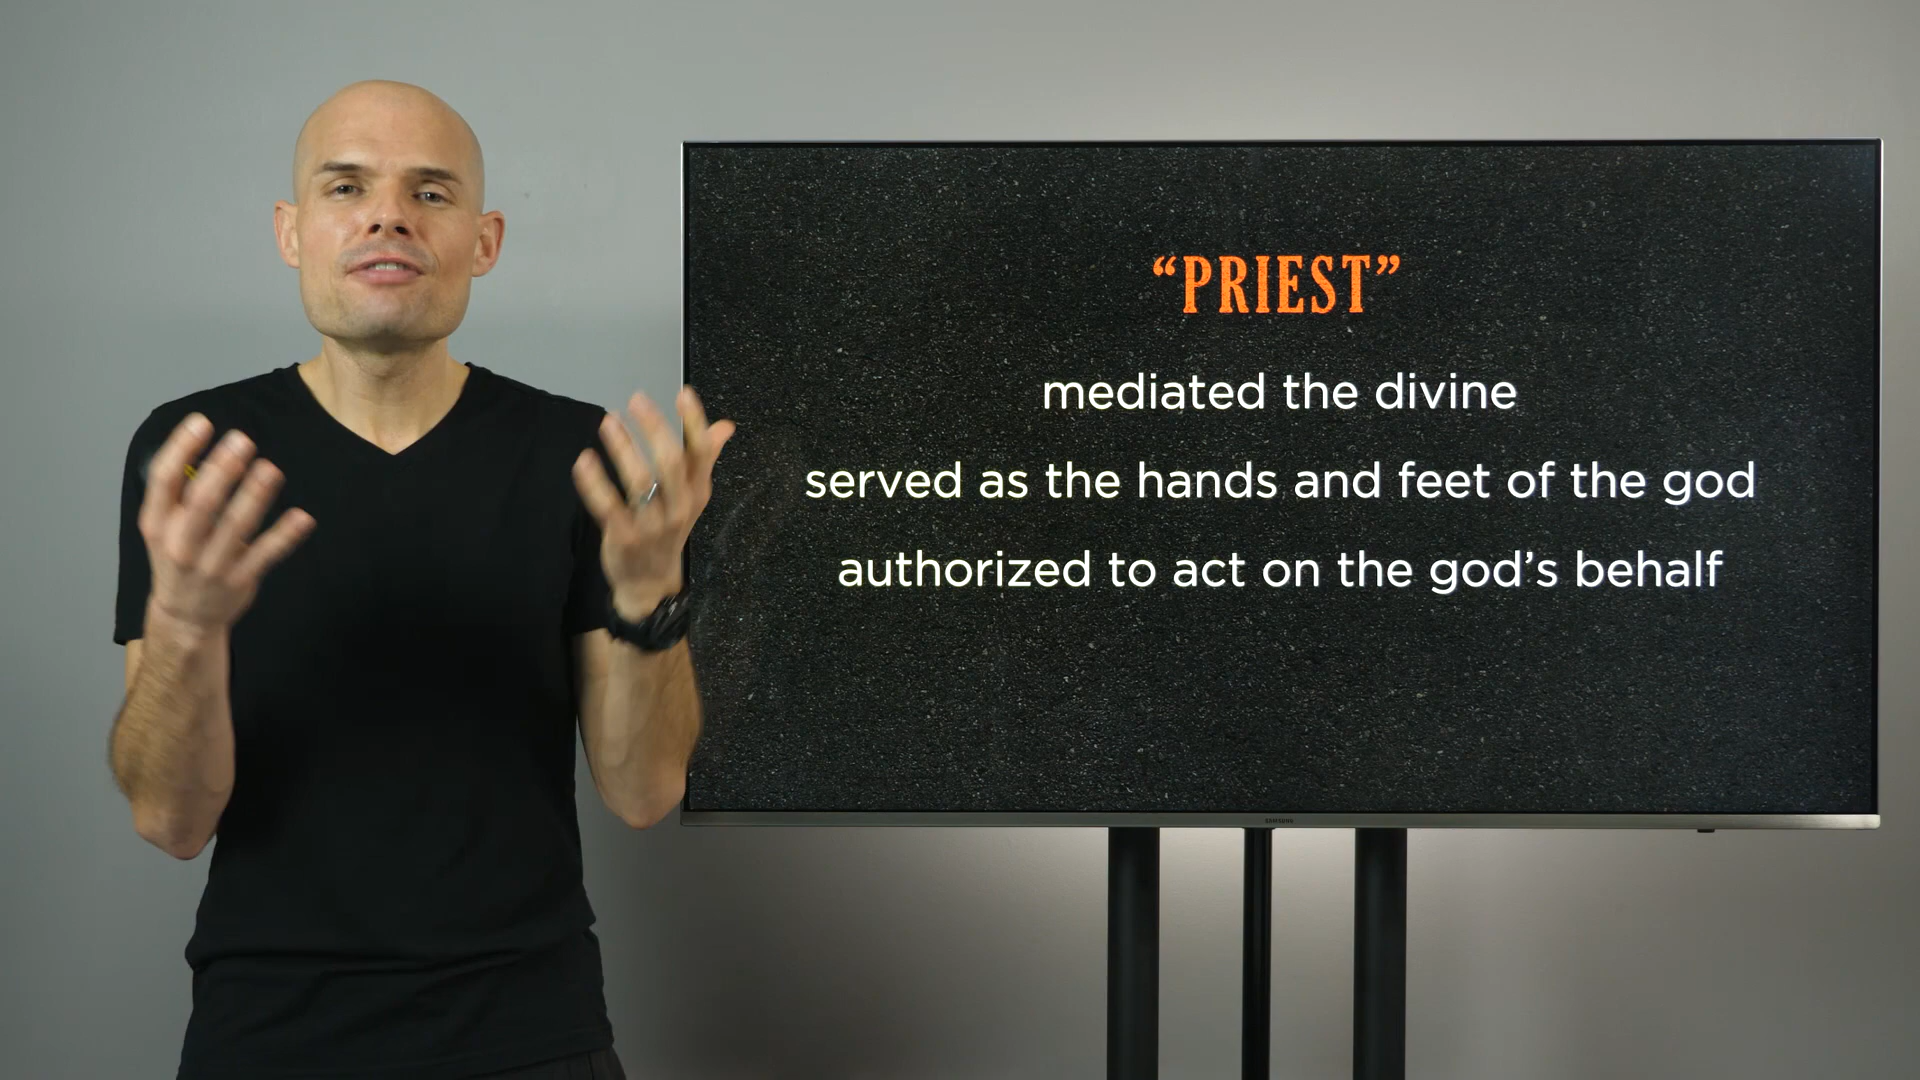 “PRIEST”
mediated the divine
served as the hands and feet of the god
authorized to act on the god’s behalf
SAMSUNG